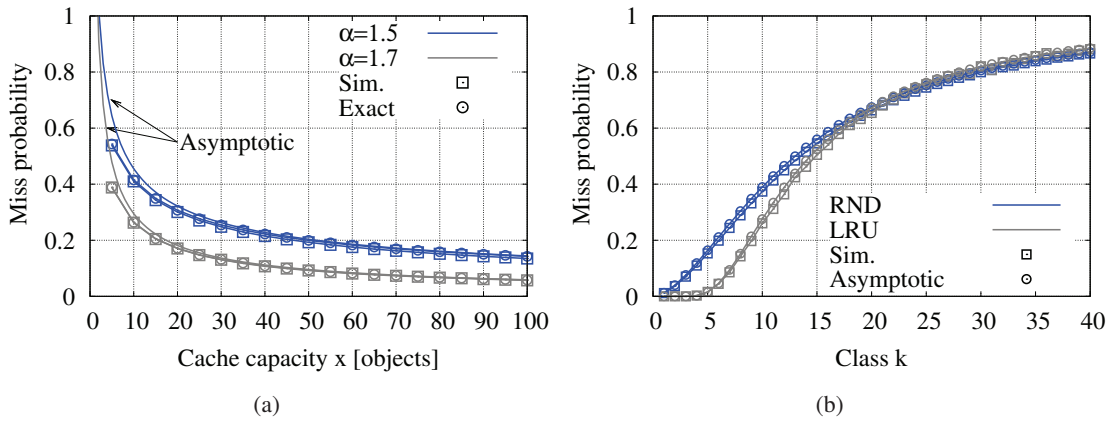 Miss probability
1
0.8
0.6
0.4
0.2
0
α=1.5
α=1.7
Sim.
Exact
Asymptotic
0 10 20 30 40 50 60 70 80 90 100
Cache capacity x [objects]
(a)
Miss probability
1
0.8
0.6
0.4
0.2
0
RND
LRU
Sim.
Asymptotic
0 5 10 15 20 25 30 35 40
Class k
(b)